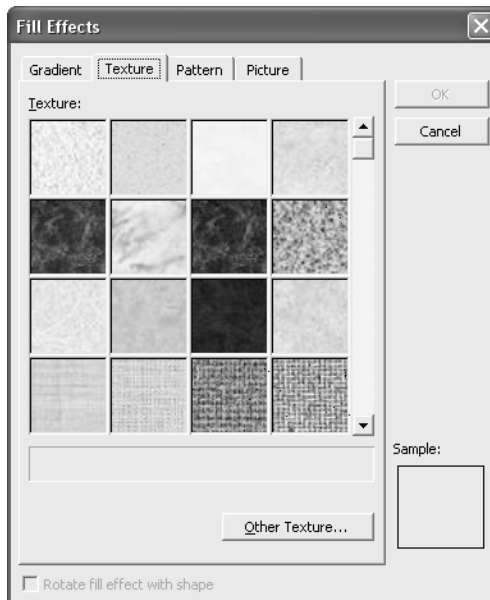 Fill Effects
Gradient
Texture
Pattern
Picture
Texture:
OK
Cancel
Sample:
Other Texture...
Rotate fill effect with shape